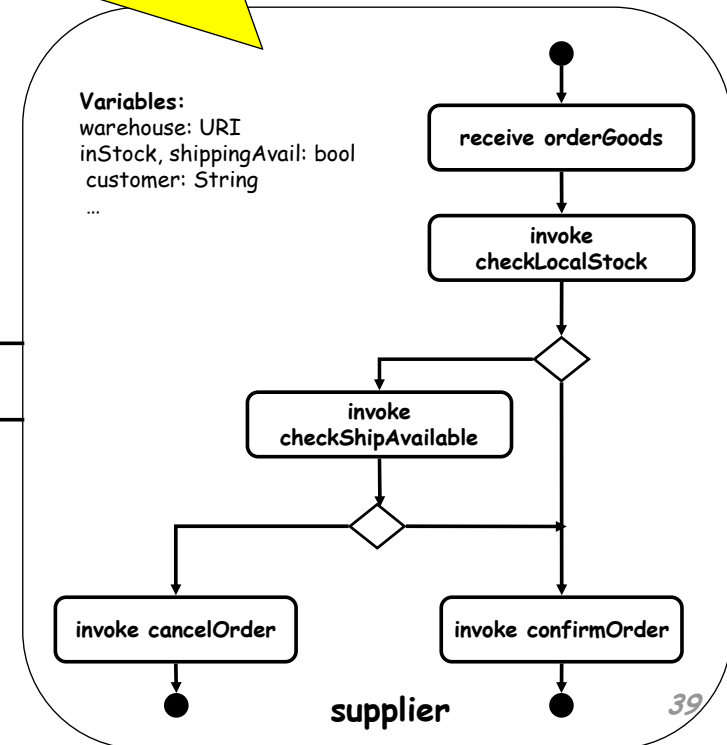 Variables:
warehouse: URI
inStock, shippingAvail: bool
customer: String
...
receive orderGoods
invoke
checkLocalStock
invoke
checkShipAvailable
invoke cancelOrder
invoke confirmOrder
supplier
39